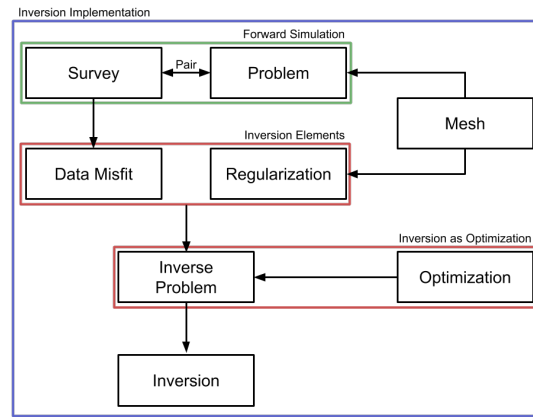 Inversion Implementation
Forward Simulation
Survey
Pair
Problem
Mesh
Inversion Elements
Data Misfit
Regularization
Inversion as Optimization
Inverse
Problem
Optimization
Inversion